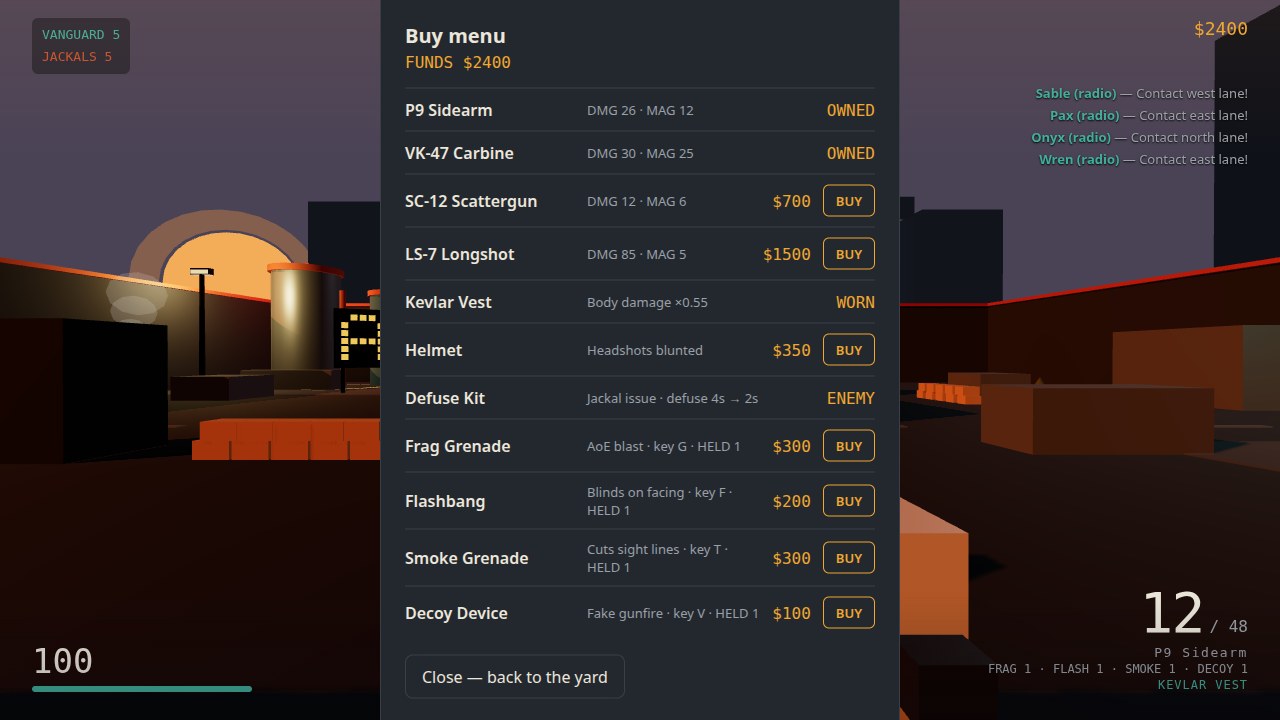 VANGUARD 5
JACKALS 5
Buy menu
FUNDS $2400
P9 Sidearm DMG 26 · MAG 12 OWNED
VK-47 Carbine DMG 30 · MAG 25 OWNED
SC-12 Scattergun DMG 12 · MAG 6 $700 BUY
LS-7 Longshot DMG 85 · MAG 5 $1500 BUY
Kevlar Vest Body damage ×0.55 WORN
Helmet Headshots blunted $350 BUY
Defuse Kit Jackal issue · defuse 4s → 2s ENEMY
Frag Grenade AoE blast · key G · HELD 1 $300 BUY
Flashbang Blinds on facing · key F ·
HELD 1 $200 BUY
Smoke Grenade Cuts sight lines · key T ·
HELD 1 $300 BUY
Decoy Device Fake gunfire · key V · HELD 1 $100 BUY
Close — back to the yard
$2400
Sable (radio) — Contact west lane!
Pax (radio) — Contact east lane!
Onyx (radio) — Contact north lane!
Wren (radio) — Contact east lane!
100
12 / 48
P9 Sidearm
FRAG 1 · FLASH 1 · SMOKE 1 · DECOY 1
KEVLAR VEST